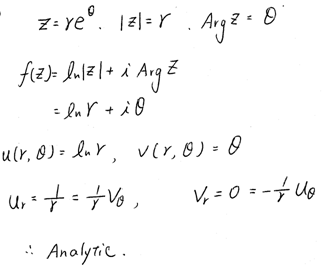 z = re^θ. |z| = r. Arg z = θ
f(z) = ln|z| + i Arg z
= ln r + iθ
u(r, θ) = ln r, v(r, θ) = θ
u_r = 1/r = 1/r v_θ, v_r = 0 = -1/r u_θ
∴ Analytic.